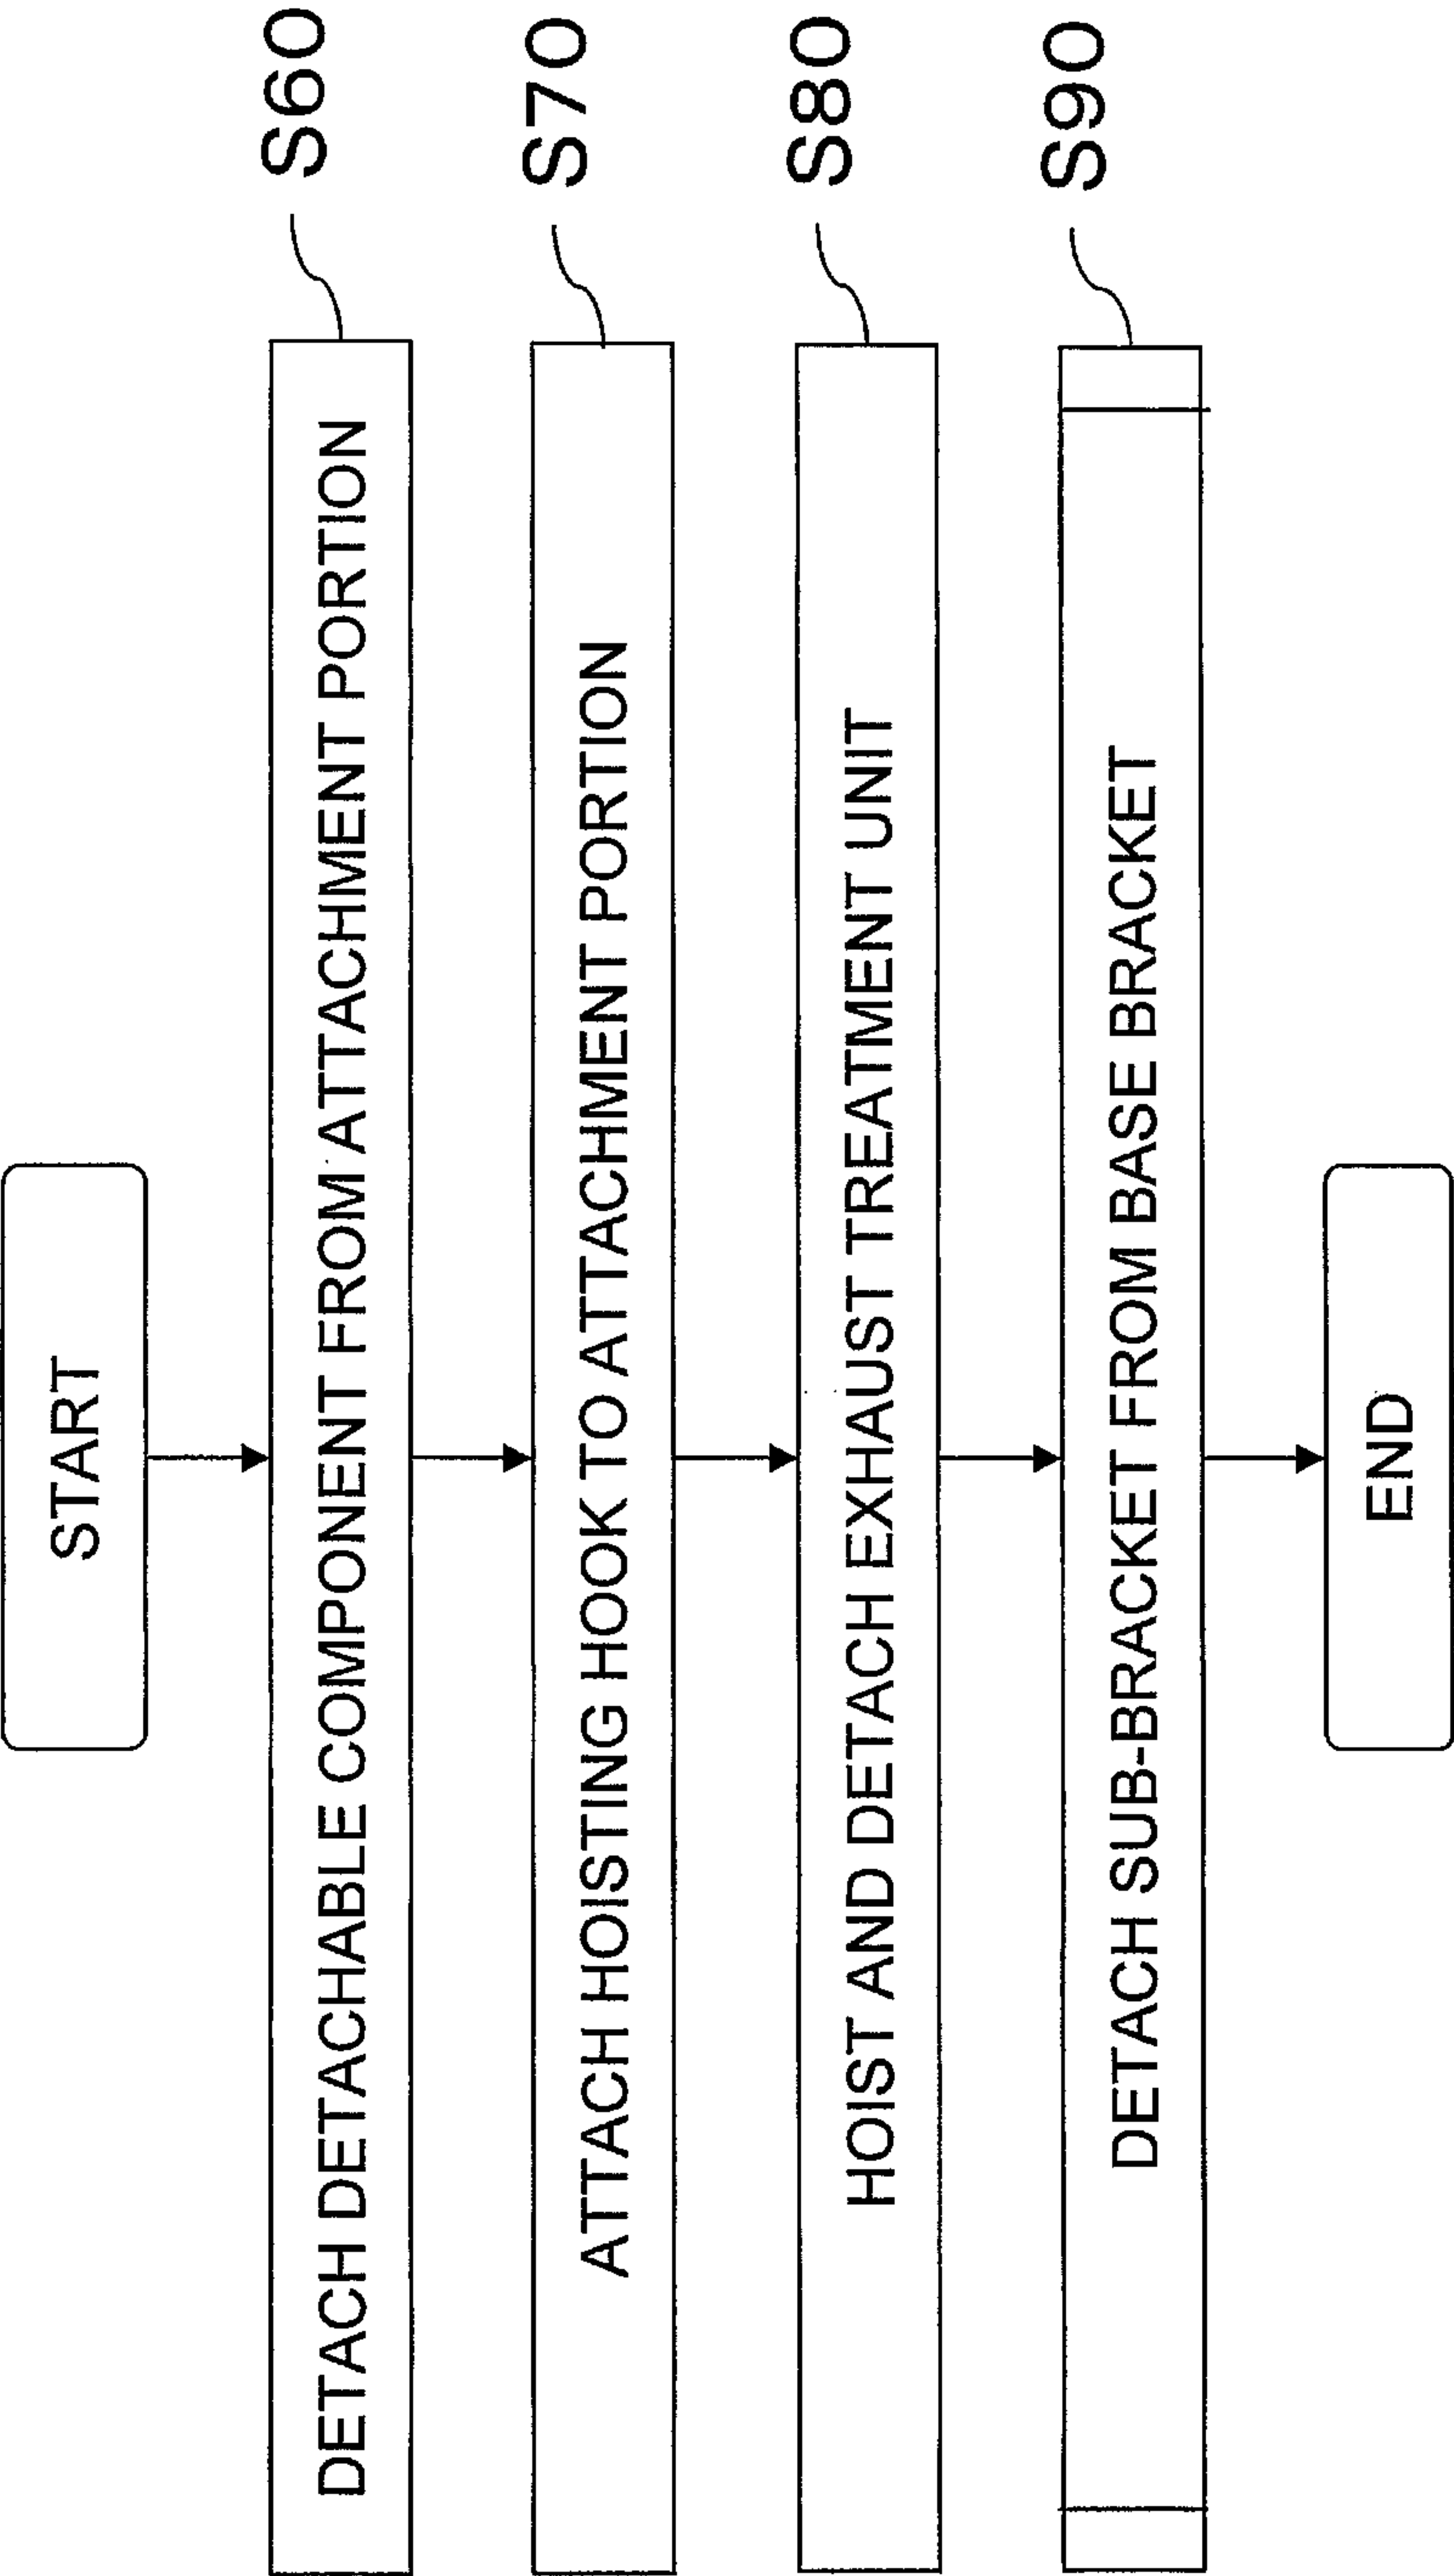 START
DETACH DETACHABLE COMPONENT FROM ATTACHMENT PORTION
S60
ATTACH HOISTING HOOK TO ATTACHMENT PORTION
S70
HOIST AND DETACH EXHAUST TREATMENT UNIT
S80
DETACH SUB-BRACKET FROM BASE BRACKET
S90
END